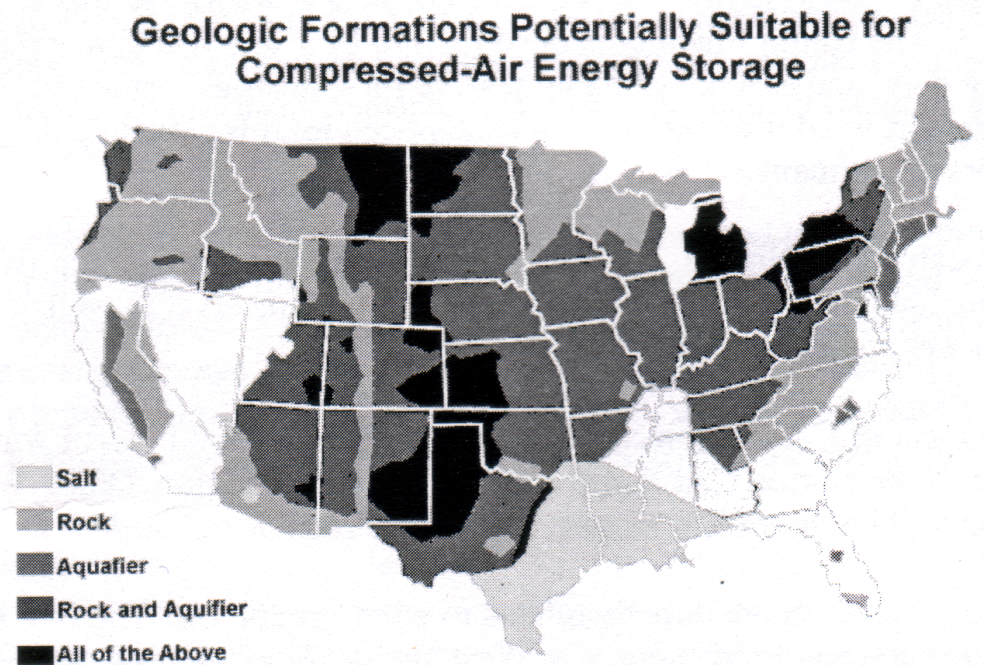 Geologic Formations Potentially Suitable for
Compressed-Air Energy Storage
Salt
Rock
Aquafier
Rock and Aquifier
All of the Above